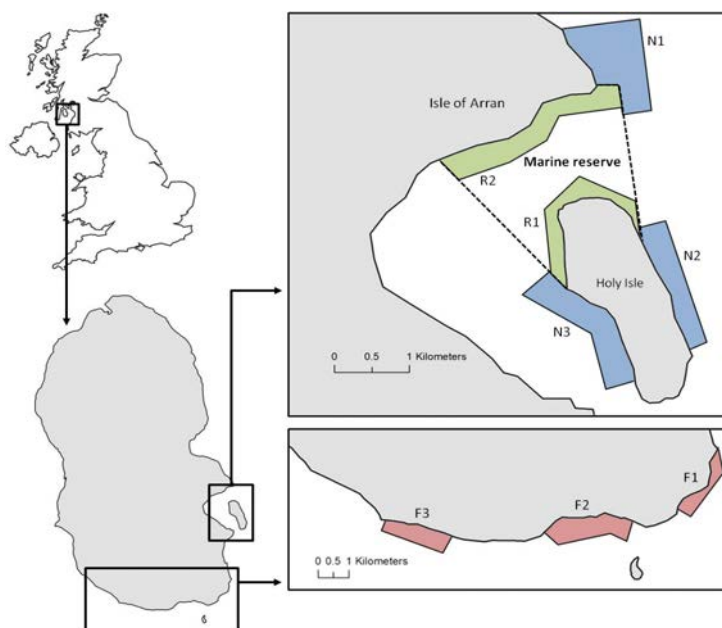 N1
Isle of Arran
Marine reserve
R2
R1
N2
Holy Isle
N3
0 0.5 1 Kilometers
F1
F2
F3
0 0.5 1 Kilometers